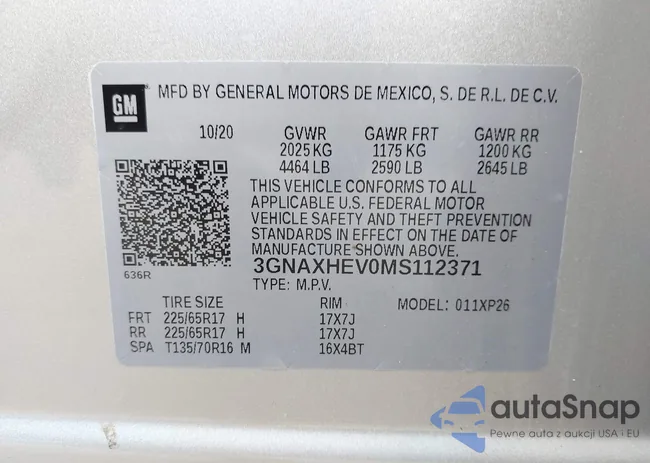 GM MFD BY GENERAL MOTORS DE MEXICO, S. DE R.L. DE C.V.
10/20 GVWR GAWR FRT GAWR RR
2025 KG 1175 KG 1200 KG
4464 LB 2590 LB 2645 LB
THIS VEHICLE CONFORMS TO ALL
APPLICABLE U.S. FEDERAL MOTOR
VEHICLE SAFETY AND THEFT PREVENTION
STANDARDS IN EFFECT ON THE DATE OF
MANUFACTURE SHOWN ABOVE.
636R 3GNAXHEV0MS112371
TYPE: M.P.V.
TIRE SIZE RIM MODEL: 011XP26
FRT 225/65R17 H 17X7J
RR 225/65R17 H 17X7J
SPA T135/70R16 M 16X4BT
autaSnap
Pewne auta z aukcji USA i EU